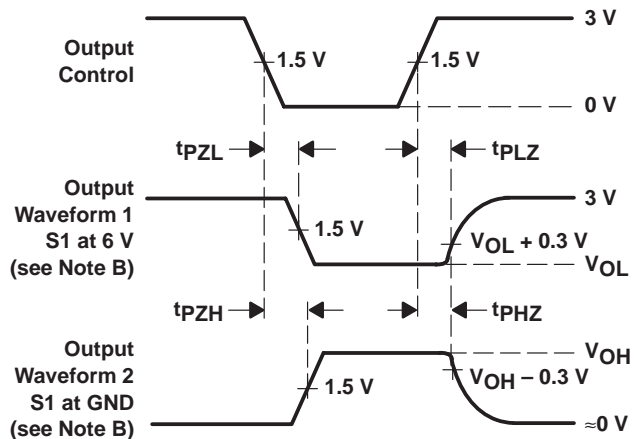 Output
Control
1.5 V
1.5 V
3 V
0 V
tPZL
tPLZ
Output
Waveform 1
S1 at 6 V
(see Note B)
1.5 V
3 V
VOL + 0.3 V
VOL
tPZH
tPHZ
Output
Waveform 2
S1 at GND
(see Note B)
1.5 V
VOH
VOH – 0.3 V
≈0 V